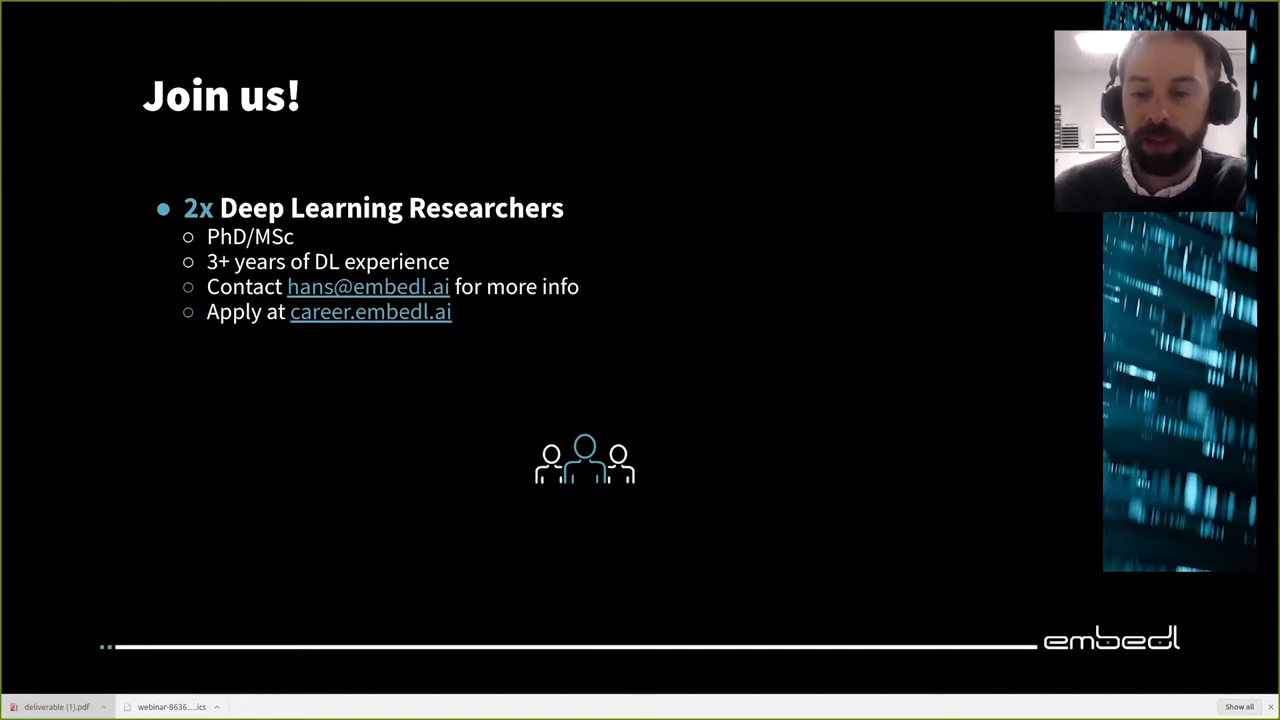 Join us!
● 2x Deep Learning Researchers
○ PhD/MSc
○ 3+ years of DL experience
○ Contact hans@embedl.ai for more info
○ Apply at career.embedl.ai
embedl
deliverable (1).pdf
webinar-8636....ics
Show all